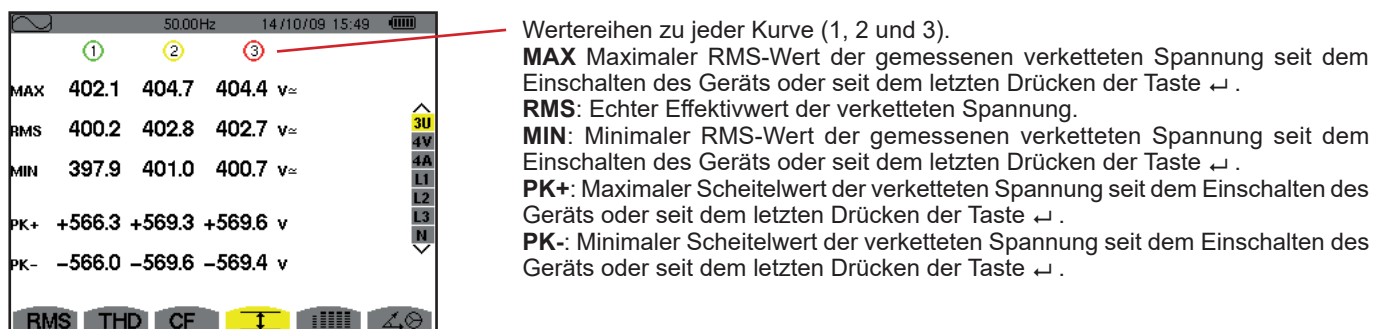 50.00Hz 14/10/09 15:49
1 2 3
MAX 402.1 404.7 404.4 V≃
RMS 400.2 402.8 402.7 V≃
MIN 397.9 401.0 400.7 V≃
PK+ +566.3 +569.3 +569.6 V
PK- -566.0 -569.6 -569.4 V
3U
4V
4A
L1
L2
L3
N
RMS THD CF
Wertereihen zu jeder Kurve (1, 2 und 3).
MAX Maximaler RMS-Wert der gemessenen verketteten Spannung seit dem
Einschalten des Geräts oder seit dem letzten Drücken der Taste ↵ .
RMS: Echter Effektivwert der verketteten Spannung.
MIN: Minimaler RMS-Wert der gemessenen verketteten Spannung seit dem
Einschalten des Geräts oder seit dem letzten Drücken der Taste ↵ .
PK+: Maximaler Scheitelwert der verketteten Spannung seit dem Einschalten des
Geräts oder seit dem letzten Drücken der Taste ↵ .
PK-: Minimaler Scheitelwert der verketteten Spannung seit dem Einschalten des
Geräts oder seit dem letzten Drücken der Taste ↵ .